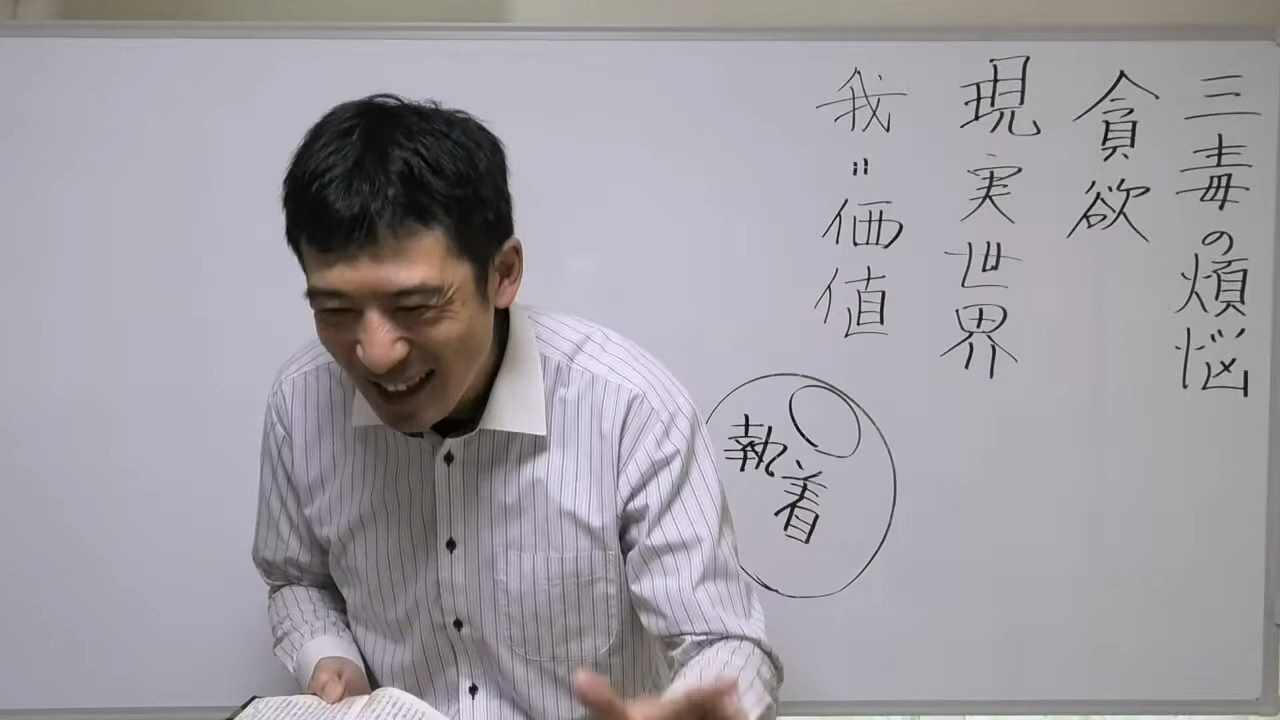 三毒の煩悩
貪欲
現実世界
我=価値
執着